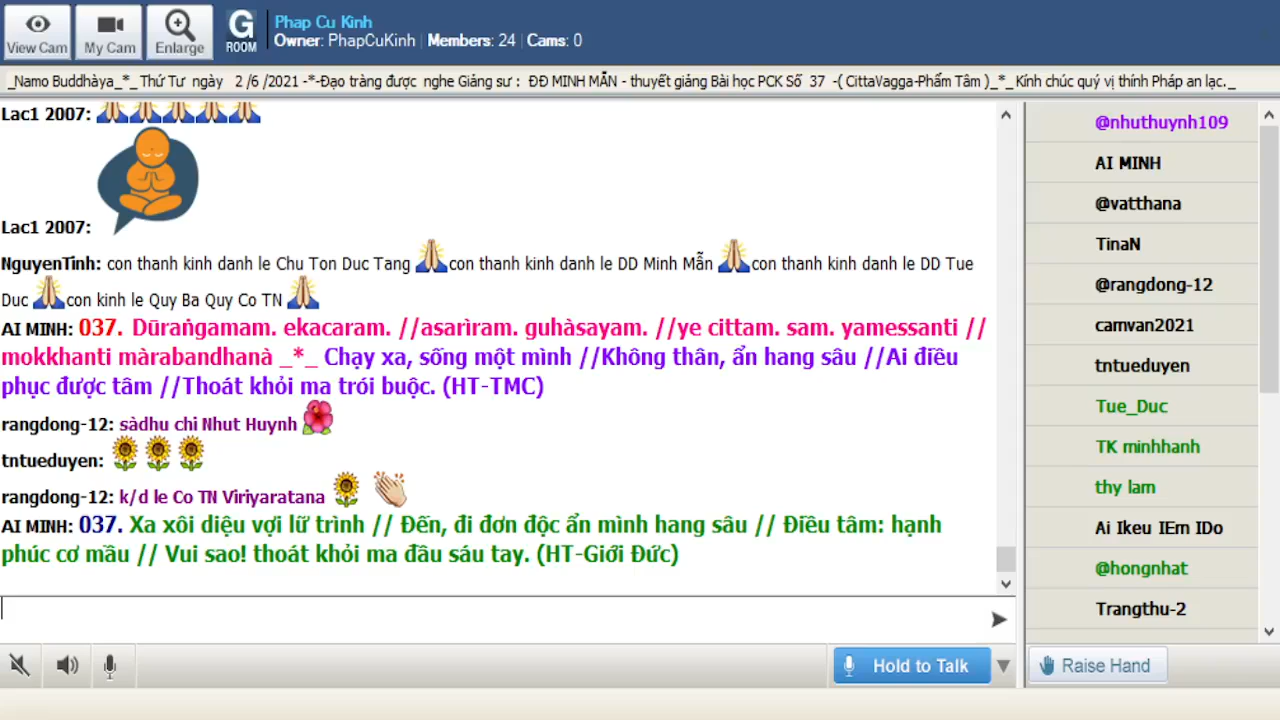 View Cam
My Cam
Enlarge
G
ROOM
Phap Cu Kinh
Owner: PhapCuKinh | Members: 24 | Cams: 0
_Namo Buddhàya_*_Thứ Tư ngày 2 /6 /2021 -*-Đạo tràng được nghe Giảng sư : ĐĐ MINH MẪN - thuyết giảng Bài học PCK Số 37 -( CittaVagga-Phẩm Tâm )_*_Kính chúc quý vị thính Pháp an lạc._
Lac1 2007:
Lac1 2007:
NguyenTinh: con thanh kinh danh le Chu Ton Duc Tang con thanh kinh danh le DD Minh Mẫn con thanh kinh danh le DD Tue
Duc con kinh le Quy Ba Quy Co TN
AI MINH: 037. Dūraṅgamam. ekacaram. //asarìram. guhàsayam. //ye cittam. sam. yamessanti //
mokkhanti màrabandhanà _*_ Chạy xa, sống một mình //Không thân, ẩn hang sâu //Ai điều
phục được tâm //Thoát khỏi ma trói buộc. (HT-TMC)
rangdong-12: sàdhu chi Nhut Huynh
tntueduyen:
rangdong-12: k/d le Co TN Viriyaratana
AI MINH: 037. Xa xôi diệu vợi lữ trình // Đến, đi đơn độc ẩn mình hang sâu // Điều tâm: hạnh
phúc cơ mầu // Vui sao! thoát khỏi ma đầu sáu tay. (HT-Giới Đức)
@nhuthuynh109
AI MINH
@vatthana
TinaN
@rangdong-12
camvan2021
tntueduyen
Tue_Duc
TK minhhanh
thy lam
Ai Ikeu IEm IDo
@hongnhat
Trangthu-2
Hold to Talk
Raise Hand